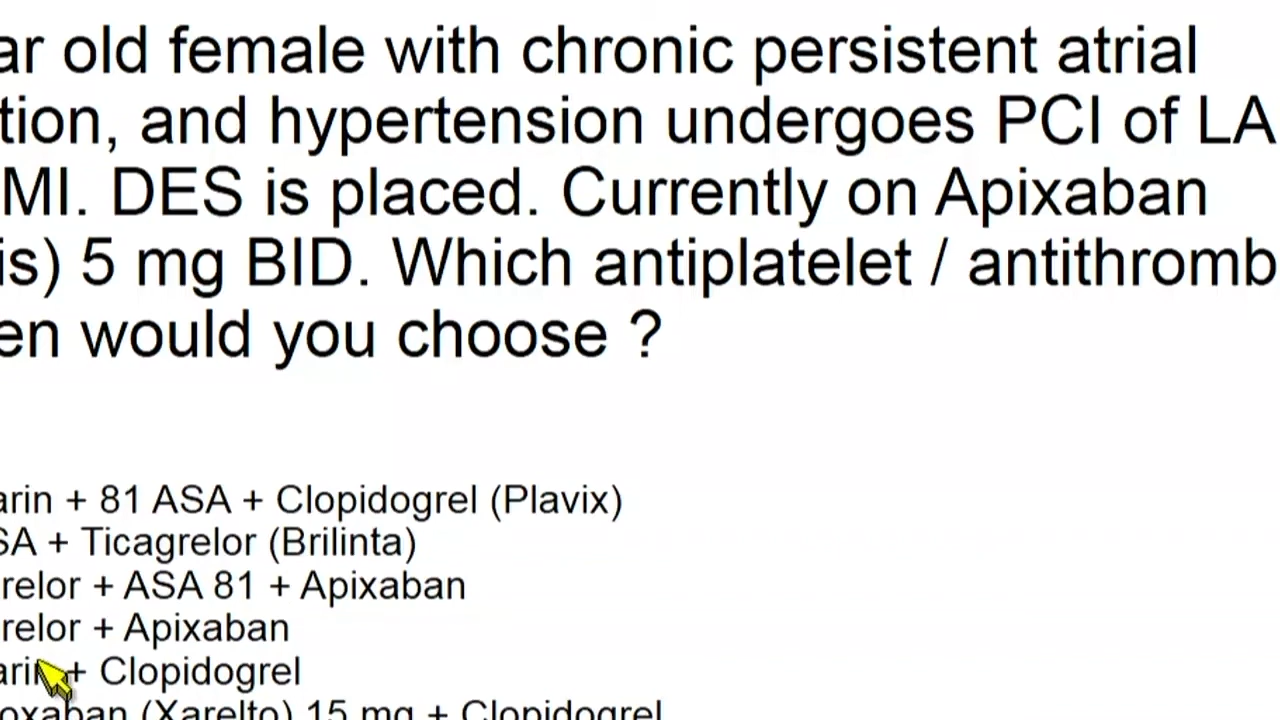 ar old female with chronic persistent atrial
tion, and hypertension undergoes PCI of LA
MI. DES is placed. Currently on Apixaban
is) 5 mg BID. Which antiplatelet / antithromb
en would you choose ?
arin + 81 ASA + Clopidogrel (Plavix)
SA + Ticagrelor (Brilinta)
relor + ASA 81 + Apixaban
relor + Apixaban
arin + Clopidogrel
oxaban (Xarelto) 15 mg + Clopidogrel